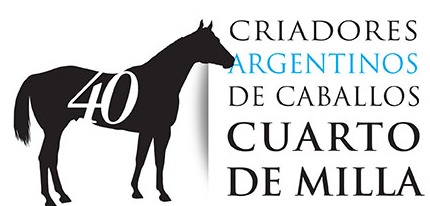 40
CRIADORES
ARGENTINOS
DE CABALLOS
CUARTO
DE MILLA